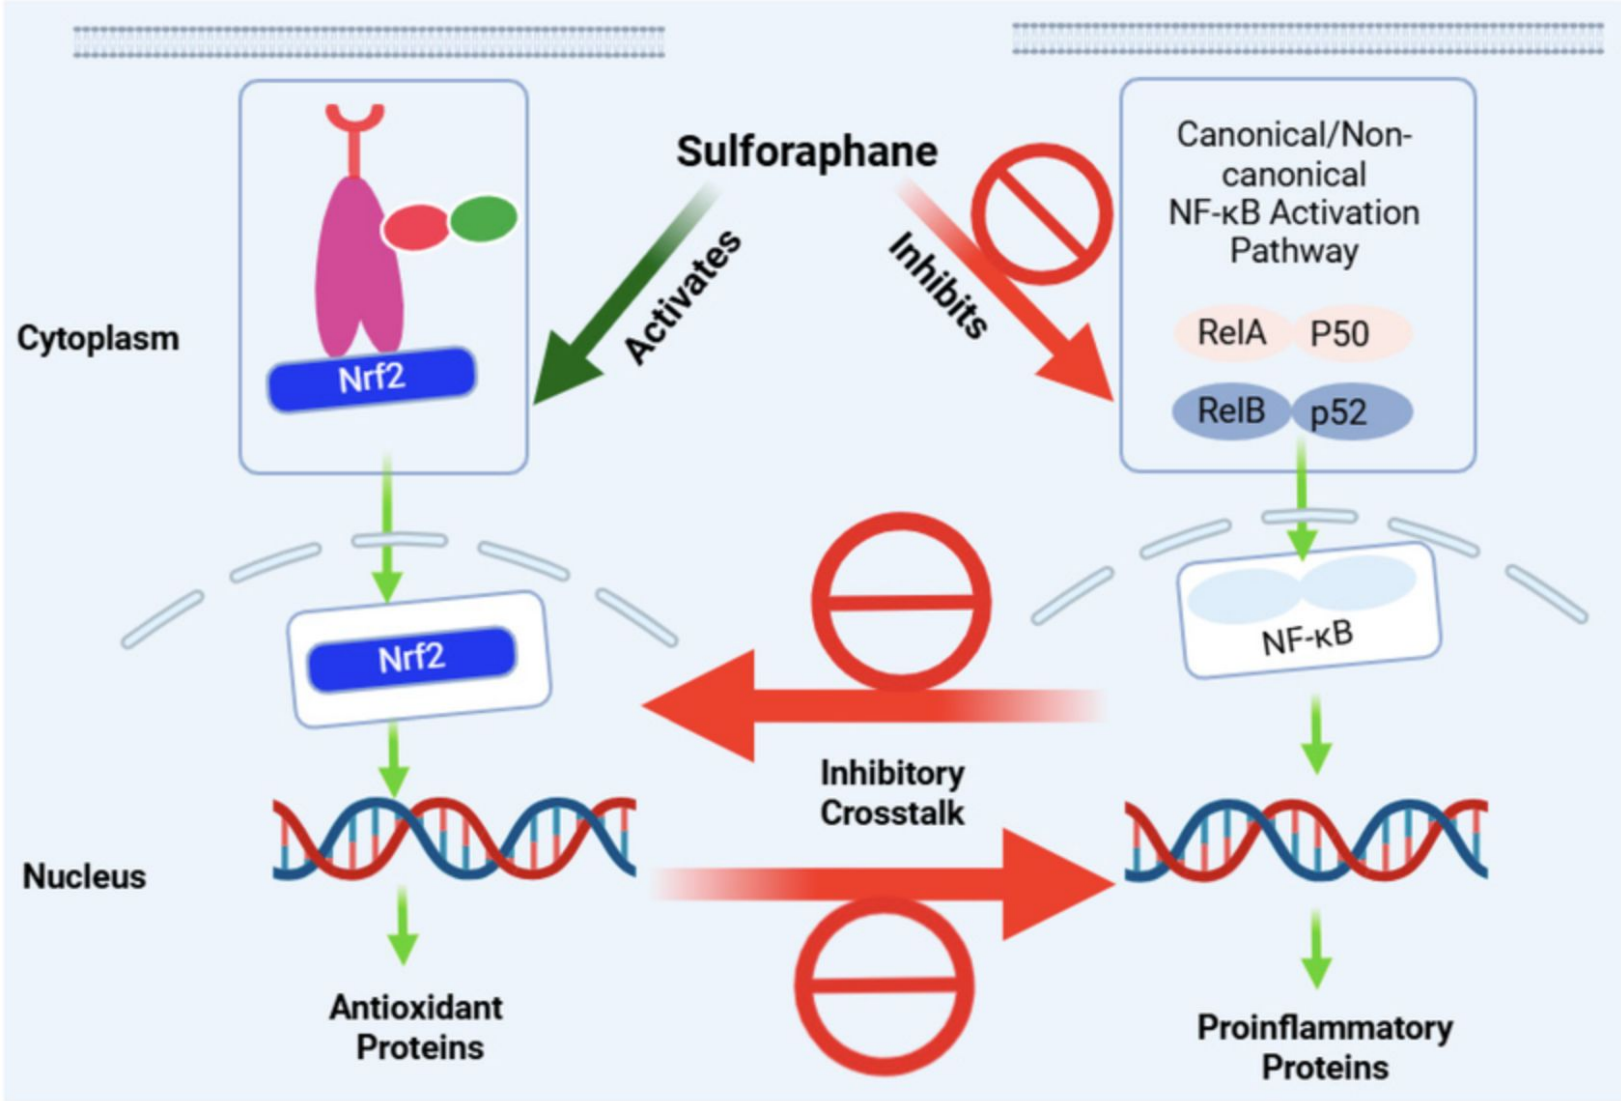 Sulforaphane
Activates
Inhibits
Canonical/Non-
canonical
NF-κB Activation
Pathway
RelA
P50
RelB
p52
Cytoplasm
Nrf2
Nrf2
NF-κB
Inhibitory
Crosstalk
Nucleus
Antioxidant
Proteins
Proinflammatory
Proteins